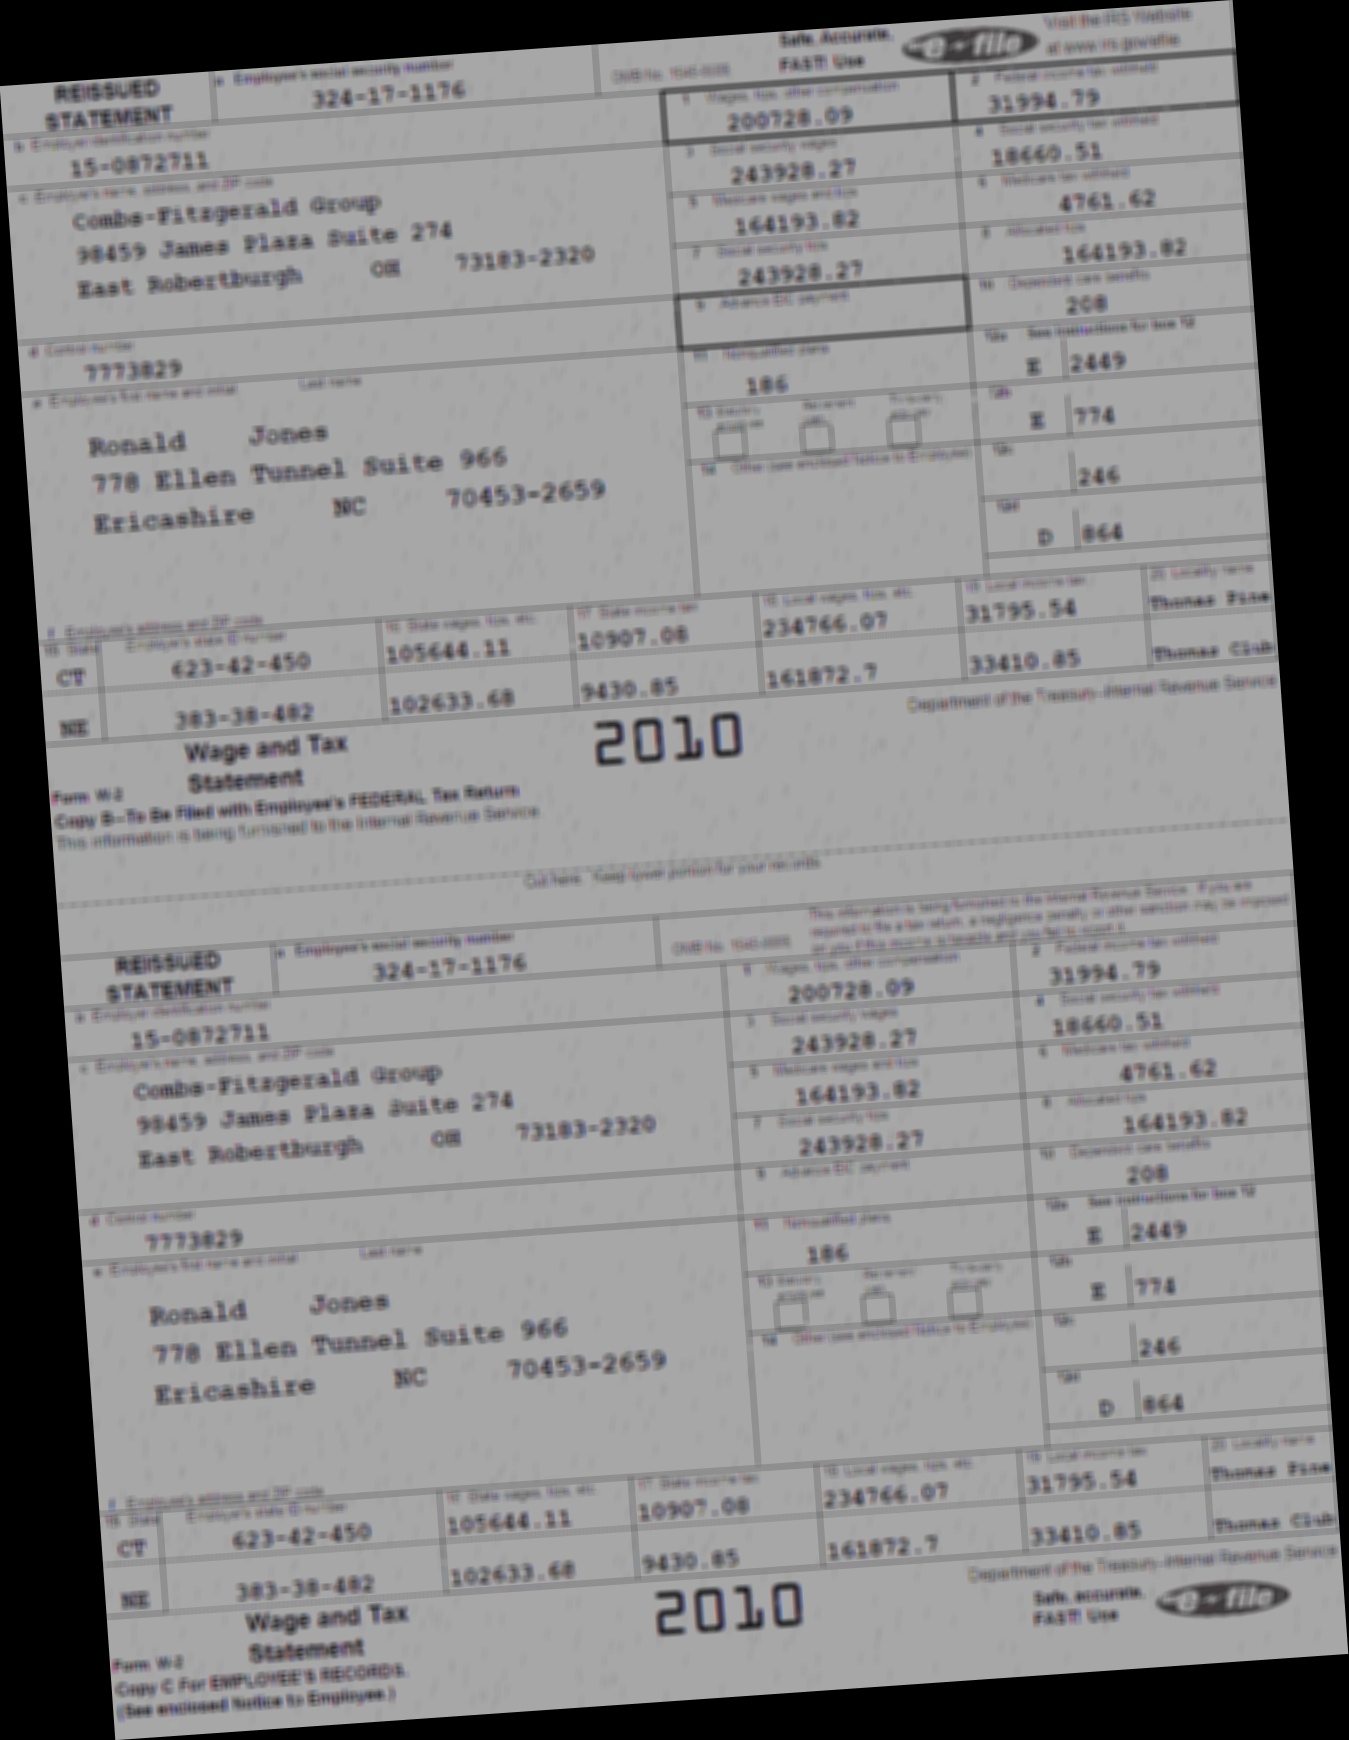 Safe, Accurate,
FAST! Use
e-file
Visit the IRS Website
at www.irs.gov/efile
REISSUED
STATEMENT
a Employee's social security number
324-17-1176
OMB No. 1545-0008
1 Wages, tips, other compensation
200728.09
2 Federal income tax withheld
31994.79
b Employer identification number
15-0872711
3 Social security wages
243928.27
4 Social security tax withheld
18660.51
c Employer's name, address, and ZIP code
Combs-Fitzgerald Group
98459 James Plaza Suite 274
East Robertburgh OH 73183-2320
5 Medicare wages and tips
164193.82
6 Medicare tax withheld
4761.62
7 Social security tips
243928.27
8 Allocated tips
164193.82
9 Advance EIC payment
10 Dependent care benefits
208
d Control number
7773829
11 Nonqualified plans
186
12a See instructions for box 12
E 2449
e Employee's first name and initial Last name
Ronald Jones
778 Ellen Tunnel Suite 966
Ericashire NC 70453-2659
13 Statutory employee
Retirement plan
Third-party sick pay
12b
E 774
14 Other (see enclosed Notice to Employee)
12c
246
12d
D 864
f Employee's address and ZIP code
15 State Employer's state ID number
16 State wages, tips, etc.
17 State income tax
18 Local wages, tips, etc.
19 Local income tax
20 Locality name
CT 623-42-450 105644.11 10907.08 234766.07 31795.54 Thomas Pine
NE 383-38-482 102633.68 9430.85 161872.7 33410.85 Thomas Club
Wage and Tax
Statement
2010
Department of the Treasury-Internal Revenue Service
Form W-2
Copy B--To Be Filed with Employee's FEDERAL Tax Return
This information is being furnished to the Internal Revenue Service
Cut here. Keep lower portion for your records.
This information is being furnished to the Internal Revenue Service. If you are
required to file a tax return, a negligence penalty or other sanction may be imposed
on you if this income is taxable and you fail to report it.
REISSUED
STATEMENT
a Employee's social security number
324-17-1176
OMB No. 1545-0008
1 Wages, tips, other compensation
200728.09
2 Federal income tax withheld
31994.79
b Employer identification number
15-0872711
3 Social security wages
243928.27
4 Social security tax withheld
18660.51
c Employer's name, address, and ZIP code
Combs-Fitzgerald Group
98459 James Plaza Suite 274
East Robertburgh OH 73183-2320
5 Medicare wages and tips
164193.82
6 Medicare tax withheld
4761.62
7 Social security tips
243928.27
8 Allocated tips
164193.82
9 Advance EIC payment
10 Dependent care benefits
208
d Control number
7773829
11 Nonqualified plans
186
12a See instructions for box 12
E 2449
e Employee's first name and initial Last name
Ronald Jones
778 Ellen Tunnel Suite 966
Ericashire NC 70453-2659
13 Statutory employee
Retirement plan
Third-party sick pay
12b
E 774
14 Other (see enclosed Notice to Employee)
12c
246
12d
D 864
f Employee's address and ZIP code
15 State Employer's state ID number
16 State wages, tips, etc.
17 State income tax
18 Local wages, tips, etc.
19 Local income tax
20 Locality name
CT 623-42-450 105644.11 10907.08 234766.07 31795.54 Thomas Pine
NE 383-38-482 102633.68 9430.85 161872.7 33410.85 Thomas Club
Wage and Tax
Statement
2010
Department of the Treasury-Internal Revenue Service
Safe, accurate,
FAST! Use
e-file
Form W-2
Copy C For EMPLOYEE'S RECORDS.
(See enclosed Notice to Employee.)